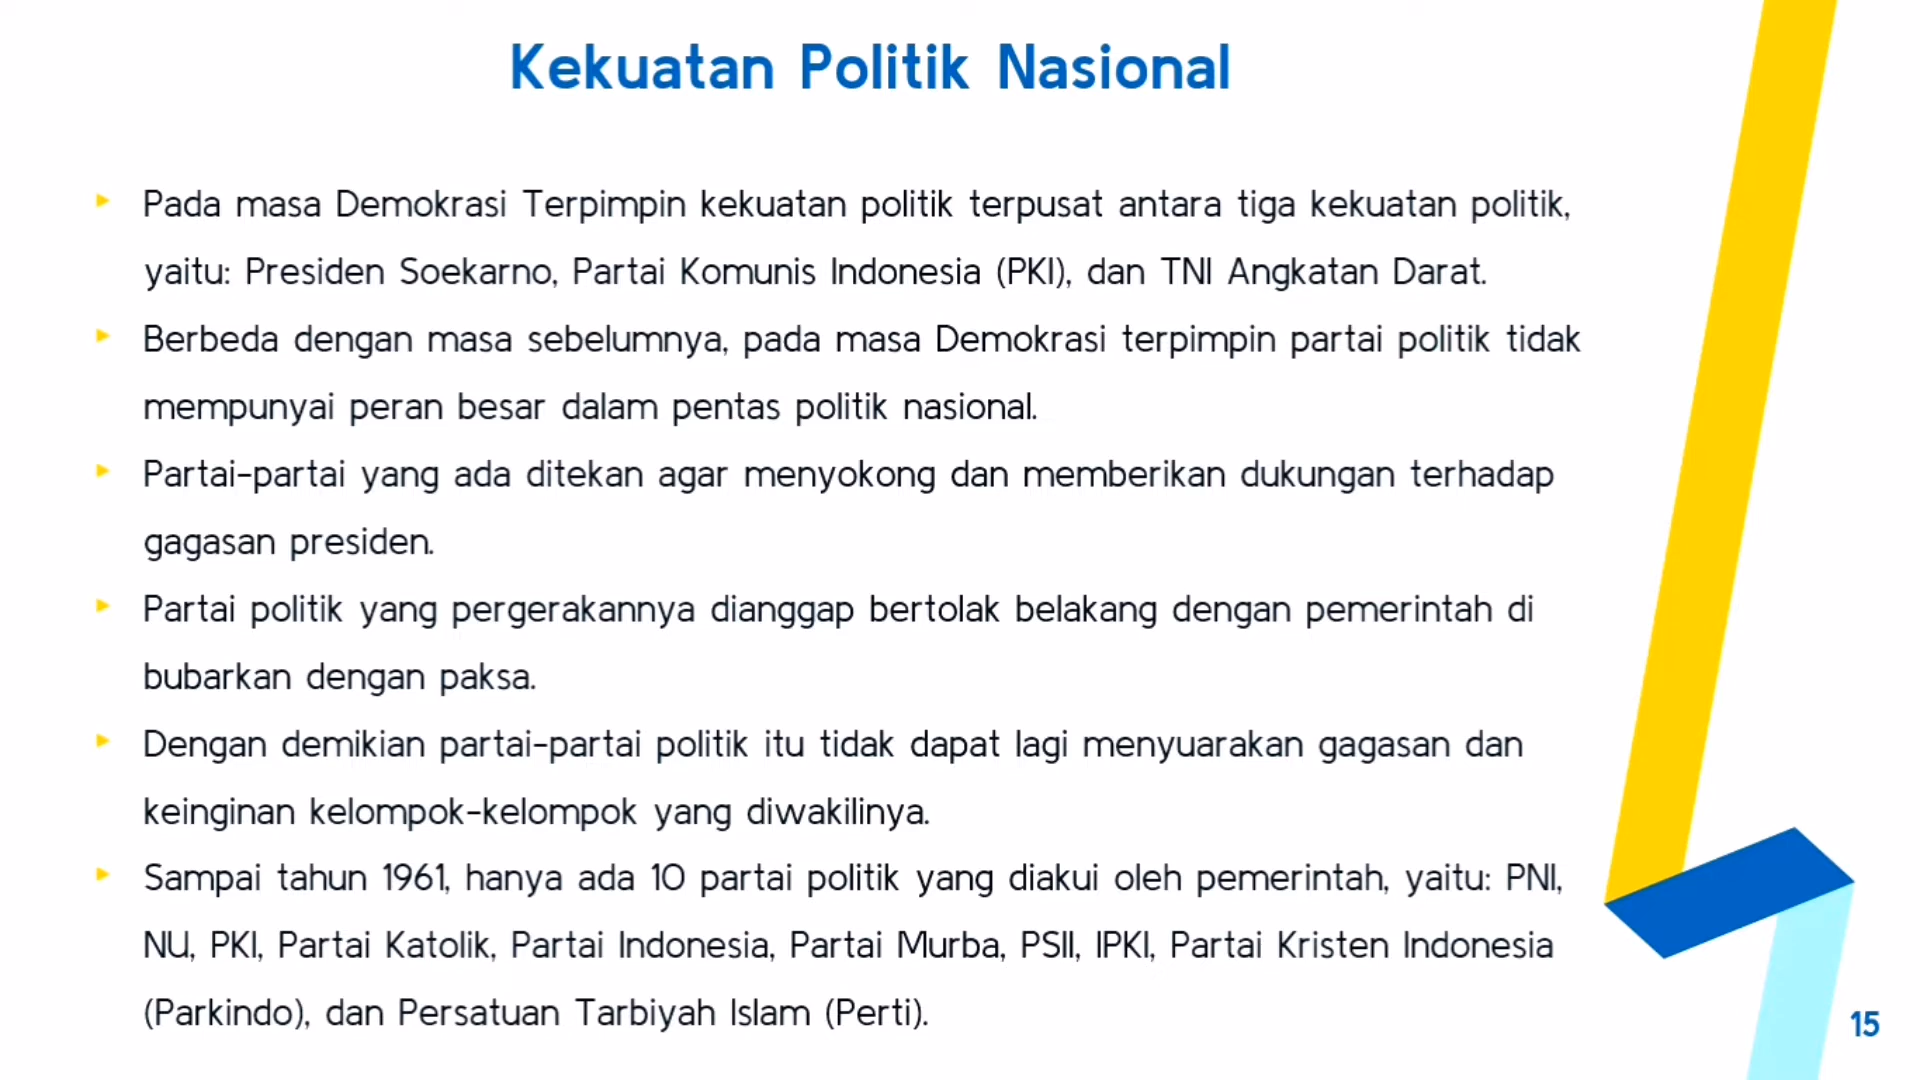 Kekuatan Politik Nasional
Pada masa Demokrasi Terpimpin kekuatan politik terpusat antara tiga kekuatan politik,
yaitu: Presiden Soekarno, Partai Komunis Indonesia (PKI), dan TNI Angkatan Darat.
Berbeda dengan masa sebelumnya, pada masa Demokrasi terpimpin partai politik tidak
mempunyai peran besar dalam pentas politik nasional.
Partai-partai yang ada ditekan agar menyokong dan memberikan dukungan terhadap
gagasan presiden.
Partai politik yang pergerakannya dianggap bertolak belakang dengan pemerintah di
bubarkan dengan paksa.
Dengan demikian partai-partai politik itu tidak dapat lagi menyuarakan gagasan dan
keinginan kelompok-kelompok yang diwakilinya.
Sampai tahun 1961, hanya ada 10 partai politik yang diakui oleh pemerintah, yaitu: PNI,
NU, PKI, Partai Katolik, Partai Indonesia, Partai Murba, PSII, IPKI, Partai Kristen Indonesia
(Parkindo), dan Persatuan Tarbiyah Islam (Perti).
15